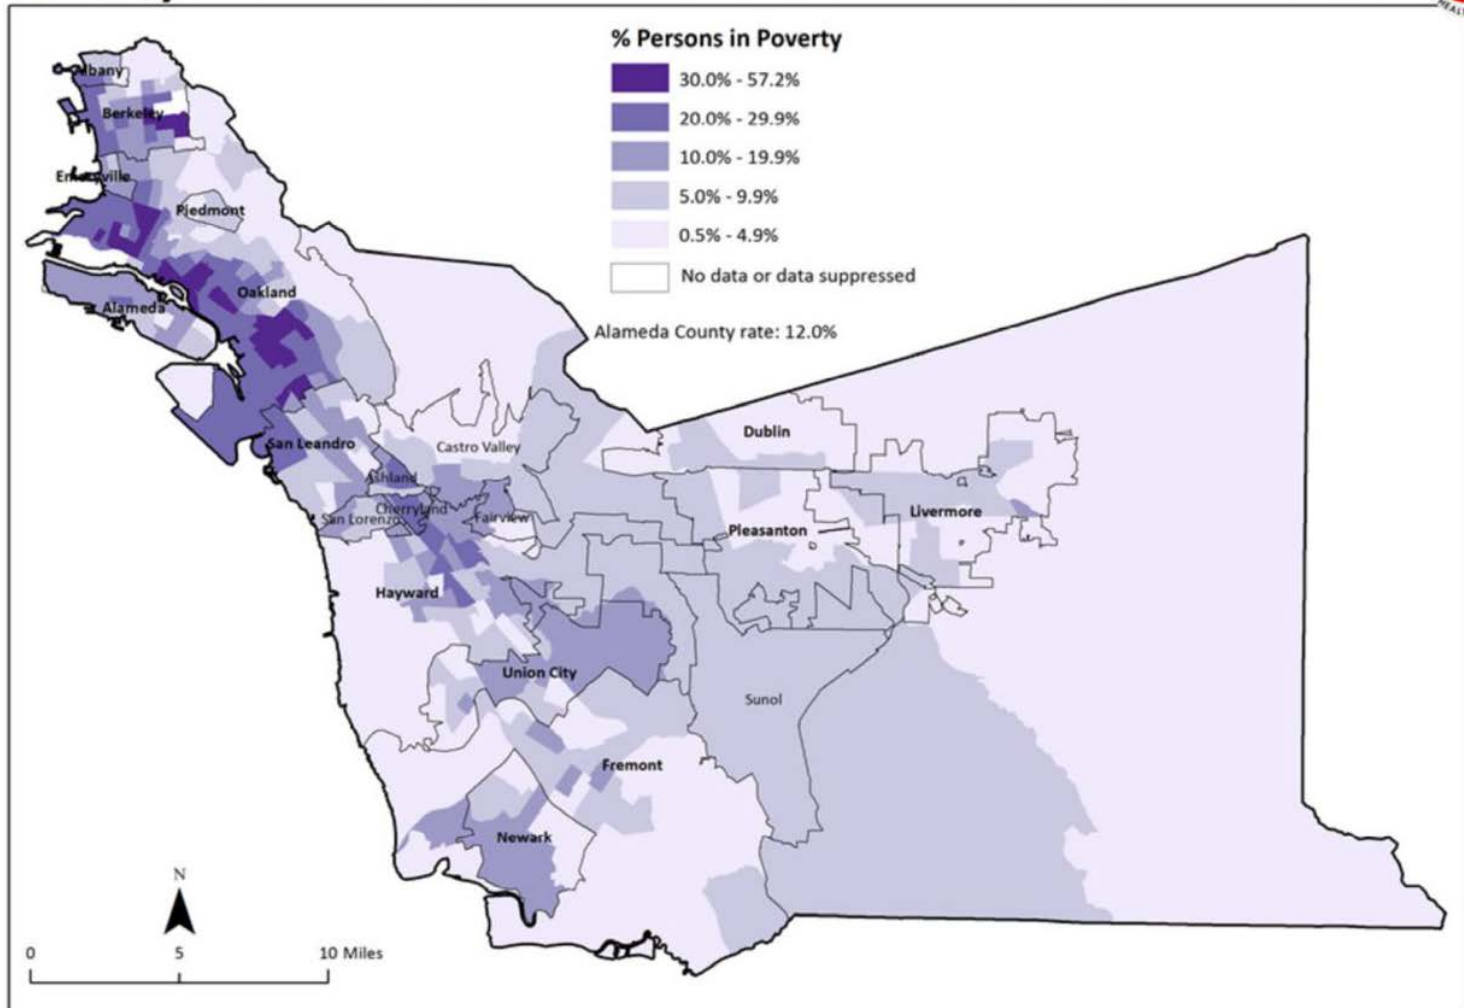 % Persons in Poverty
30.0% - 57.2%
20.0% - 29.9%
10.0% - 19.9%
5.0% - 9.9%
0.5% - 4.9%
No data or data suppressed
Alameda County rate: 12.0%
Albany
Berkeley
Emeryville
Piedmont
Oakland
Alameda
San Leandro
Castro Valley
Dublin
Ashland
Cherryland
San Lorenzo
Fairview
Livermore
Pleasanton
Hayward
Union City
Sunol
Fremont
Newark
N
0 5 10 Miles